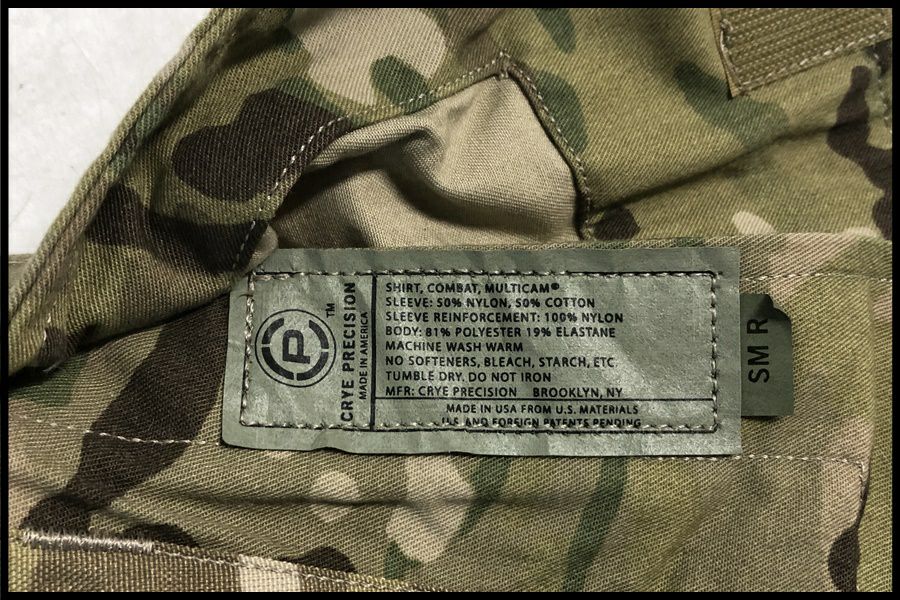 CRYE PRECISION™
MADE IN AMERICA
SHIRT, COMBAT, MULTICAM®
SLEEVE: 50% NYLON, 50% COTTON
SLEEVE REINFORCEMENT: 100% NYLON
BODY: 81% POLYESTER 19% ELASTANE
MACHINE WASH WARM
NO SOFTENERS, BLEACH, STARCH, ETC.
TUMBLE DRY. DO NOT IRON
MFR: CRYE PRECISION BROOKLYN, NY
MADE IN USA FROM U.S. MATERIALS
U.S. AND FOREIGN PATENTS PENDING
SM R